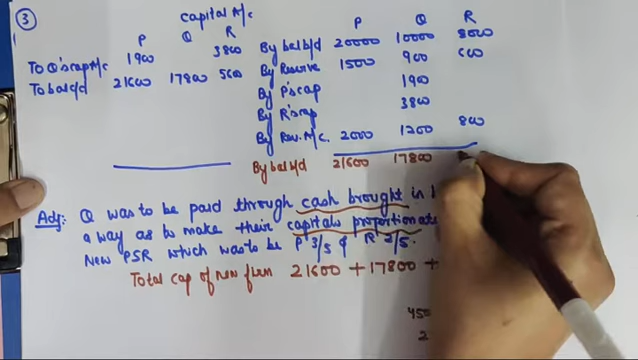 ③ Capital A/c
P Q R P Q R
To Q's cap A/c 1900 3800 By bal b/d 20000 10000 8000
To bal c/d 21600 17800 5600 By Reserve 1500 900 600
By P's cap 1900
By R's cap 3800
By Rev. A/c. 2000 1200 800
By bal b/d 21600 17800
Adj: Q was to be paid through cash brought in
a way as to make their capitals proportionate
New PSR which was to be P 3/5 & R 2/5.
Total cap of new firm 21600 + 17800 +
450
2